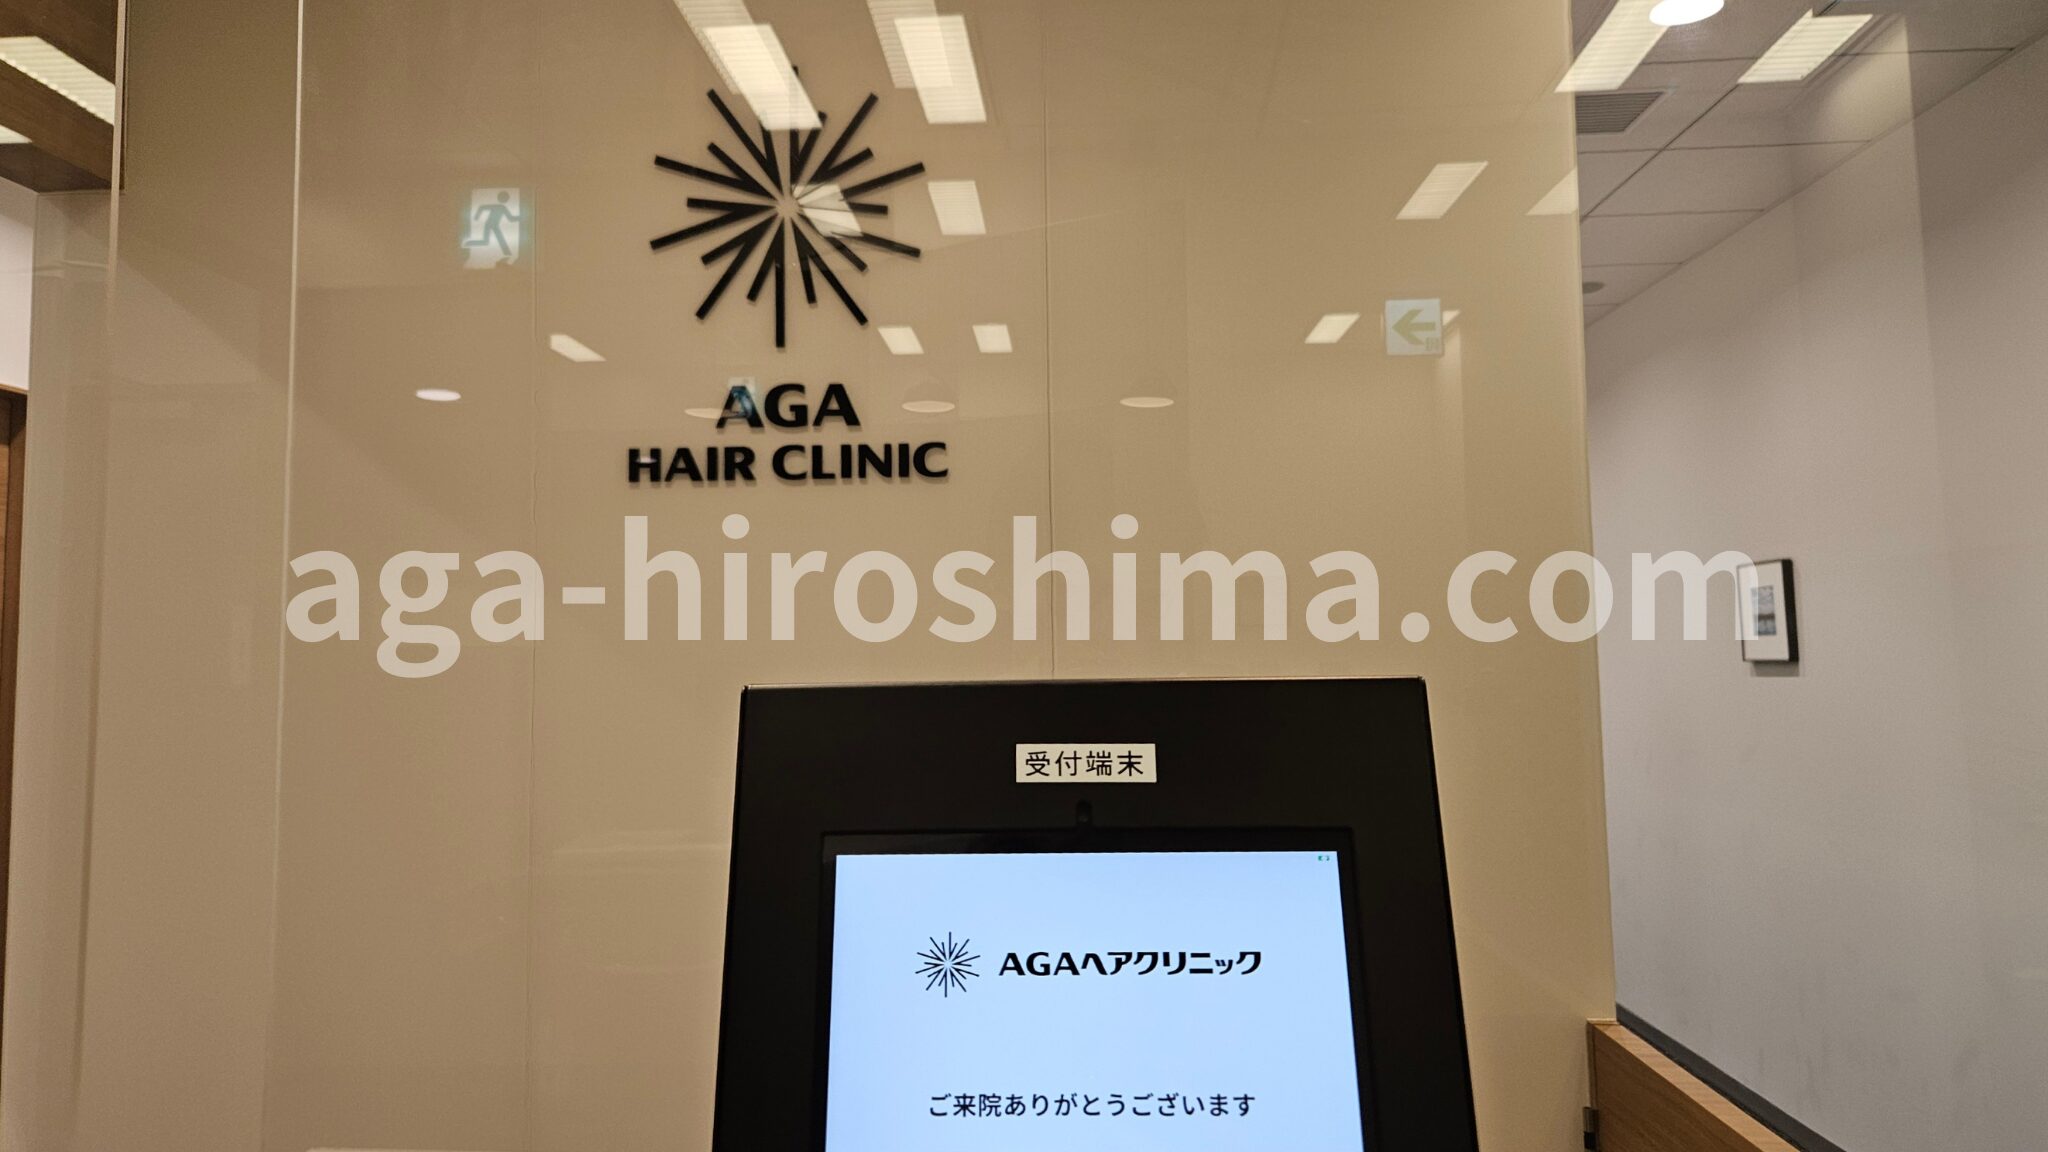 AGA
HAIR CLINIC
aga-hiroshima.com
受付端末
AGAヘアクリニック
ご来院ありがとうございます